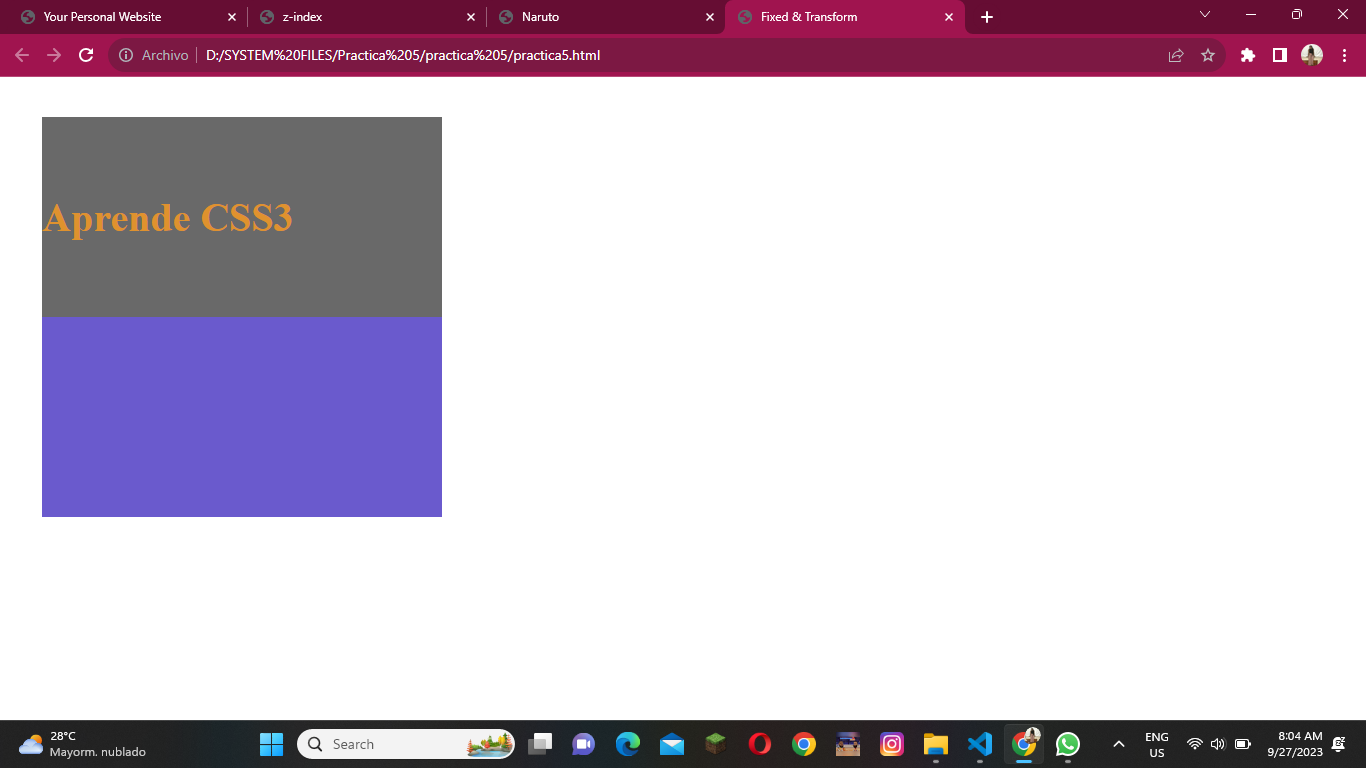 Your Personal Website
z-index
Naruto
Fixed & Transform
Archivo
D:/SYSTEM%20FILES/Practica%205/practica%205/practica5.html
Aprende CSS3
28°C
Mayorm. nublado
Search
ENG
US
8:04 AM
9/27/2023